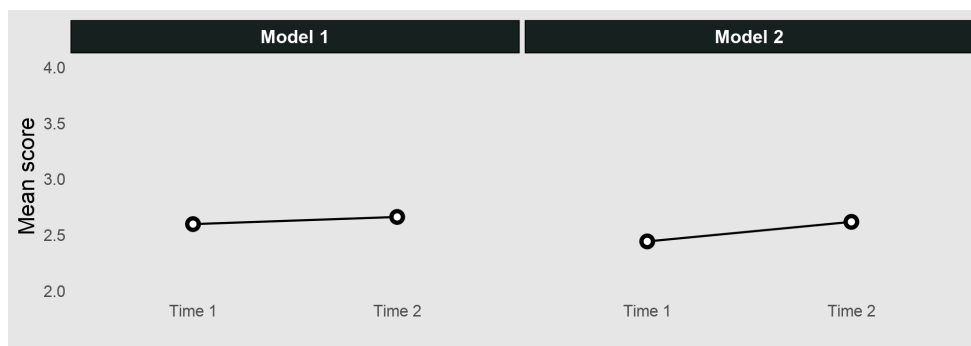 Model 1
Model 2
Mean score
4.0
3.5
3.0
2.5
2.0
Time 1
Time 2
Time 1
Time 2